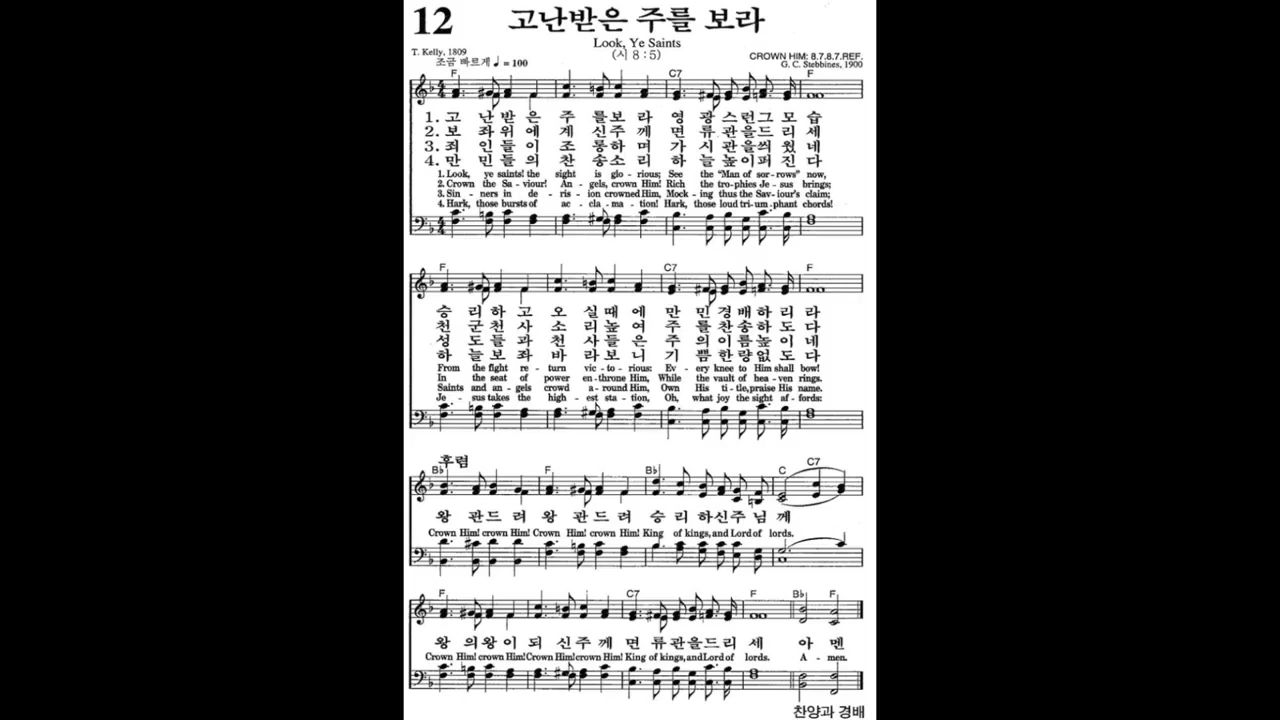 12 고난받은 주를 보라
Look, Ye Saints
T. Kelly, 1809 (시 8 : 5) CROWN HIM: 8.7.8.7.REF.
조금 빠르게 ♩ = 100 G. C. Stebbines, 1900
F C7 F
1. 고 난 받 은 주 를 보 라 영 광 스 런 그 모 습
2. 보 좌 위 에 계 신 주 께 면 류 관 을 드 리 세
3. 죄 인 들 이 조 롱 하 며 가 시 관 을 씌 웠 네
4. 만 민 들 의 찬 송 소 리 하 늘 높 이 퍼 진 다
1. Look, ye saints! the sight is glo - rious; See the "Man of sor - rows" now,
2. Crown the Sa - viour! An - gels, crown Him! Rich the tro - phies Je - sus brings;
3. Sin - ners in de - ris - ion crowned Him, Mock - ing thus the Sav - iour's claim;
4. Hark, those bursts of ac - cla - ma - tion! Hark, those loud tri - um - phant chords!
F C7 F
승 리 하 고 오 실 때 에 만 민 경 배 하 리 라
천 군 천 사 소 리 높 여 주 를 찬 송 하 도 다
성 도 들 과 천 사 들 은 주 의 이 름 높 이 네
하 늘 보 좌 바 라 보 니 기 쁨 한 량 없 도 다
From the fight re - turn vic - to - rious: Ev - ery knee to Him shall bow!
In the seat of power en - throne Him, While the vault of hea - ven rings.
Saints and an - gels crowd a - round Him, Own His ti - tle, praise His name.
Je - sus takes the high - est sta - tion, Oh, what joy the sight af - fords:
후렴
B♭ F B♭ C C7
왕 관 드 려 왕 관 드 려 승 리 하 신 주 님 께
Crown Him! crown Him! Crown Him! crown Him! King of kings, and Lord of lords.
F C7 F B♭ F
왕 의 왕 이 되 신 주 께 면 류 관 을 드 리 세 아 멘
Crown Him! crown Him! Crown Him! crown Him! King of kings, and Lord of lords. A - men.
찬양과 경배